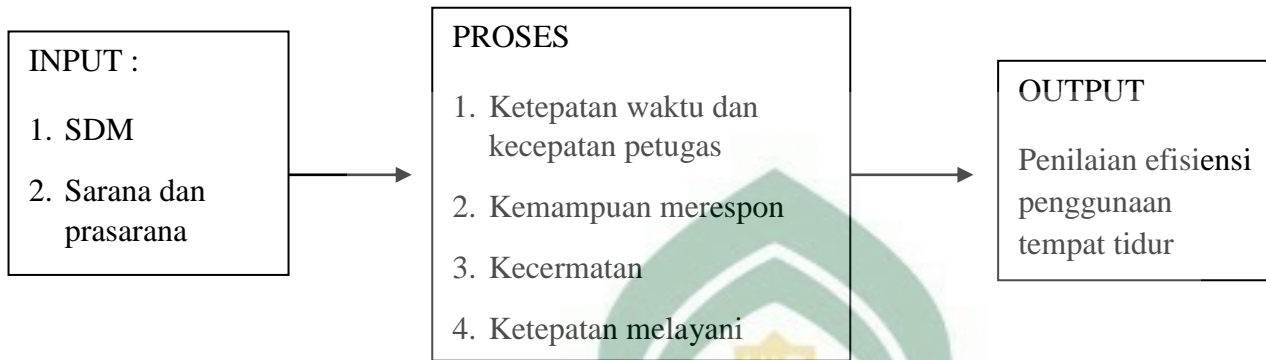 INPUT :
1. SDM
2. Sarana dan
prasarana
PROSES
1. Ketepatan waktu dan
kecepatan petugas
2. Kemampuan merespon
3. Kecermatan
4. Ketepatan melayani
OUTPUT
Penilaian efisiensi
penggunaan
tempat tidur